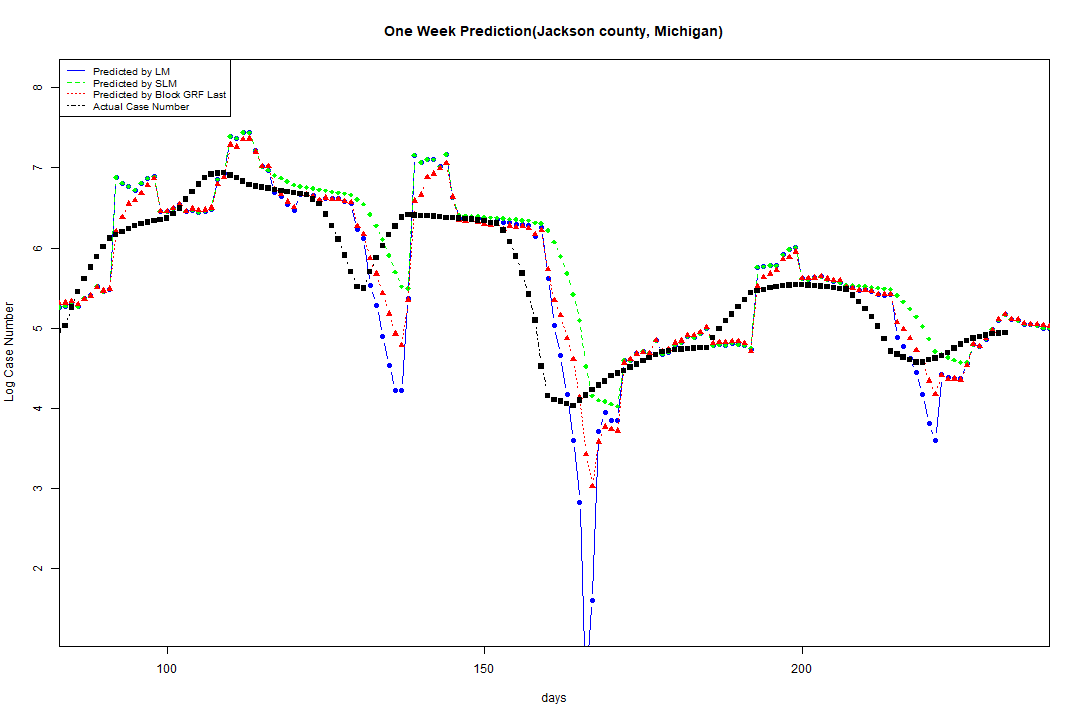 One Week Prediction(Jackson county, Michigan)
Predicted by LM
Predicted by SLM
Predicted by Block GRF Last
Actual Case Number
8
7
6
5
4
3
2
Log Case Number
100
150
200
days